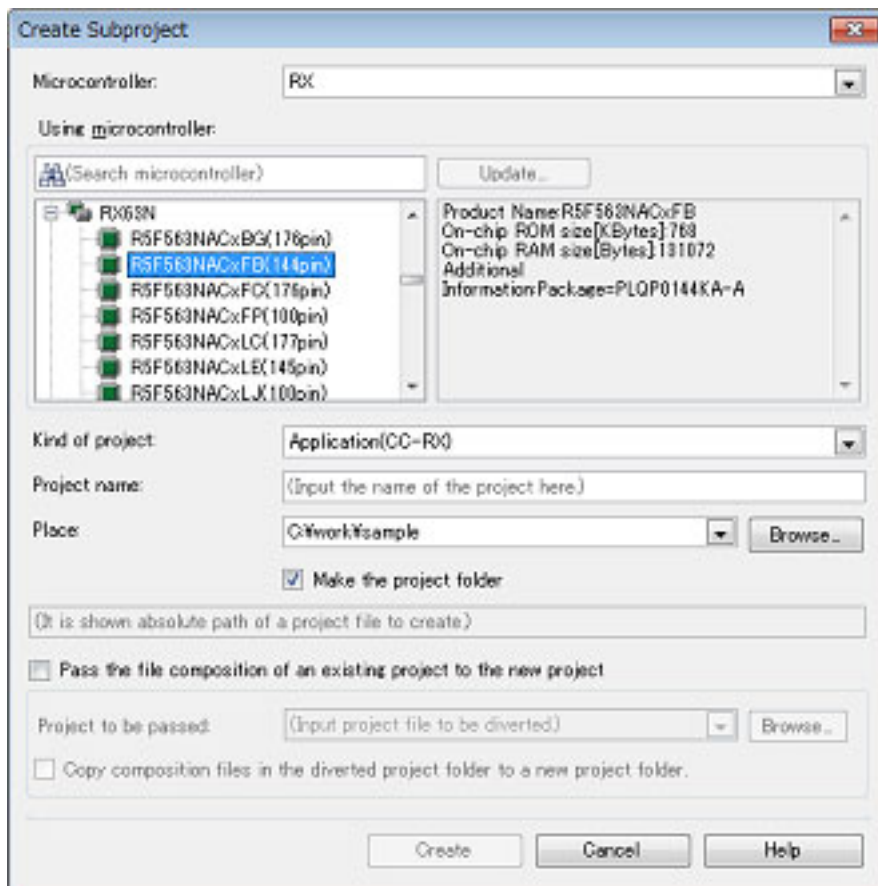 Create Subproject
Microcontroller: RX
Using microcontroller:
(Search microcontroller) Update...
RX63N
R5F563NACxBG(176pin)
R5F563NACxFB(144pin)
R5F563NACxFC(176pin)
R5F563NACxFP(100pin)
R5F563NACxLC(177pin)
R5F563NACxLE(145pin)
R5F563NACxLJ(100pin)
Product Name:R5F563NACxFB
On-chip ROM size[KBytes]:768
On-chip RAM size[Bytes]:131072
Additional
Information:Package=PLQP0144KA-A
Kind of project: Application(CC-RX)
Project name: (Input the name of the project here.)
Place: C:¥work¥sample Browse...
Make the project folder
(It is shown absolute path of a project file to create)
Pass the file composition of an existing project to the new project
Project to be passed: (Input project file to be diverted.) Browse...
Copy composition files in the diverted project folder to a new project folder.
Create Cancel Help